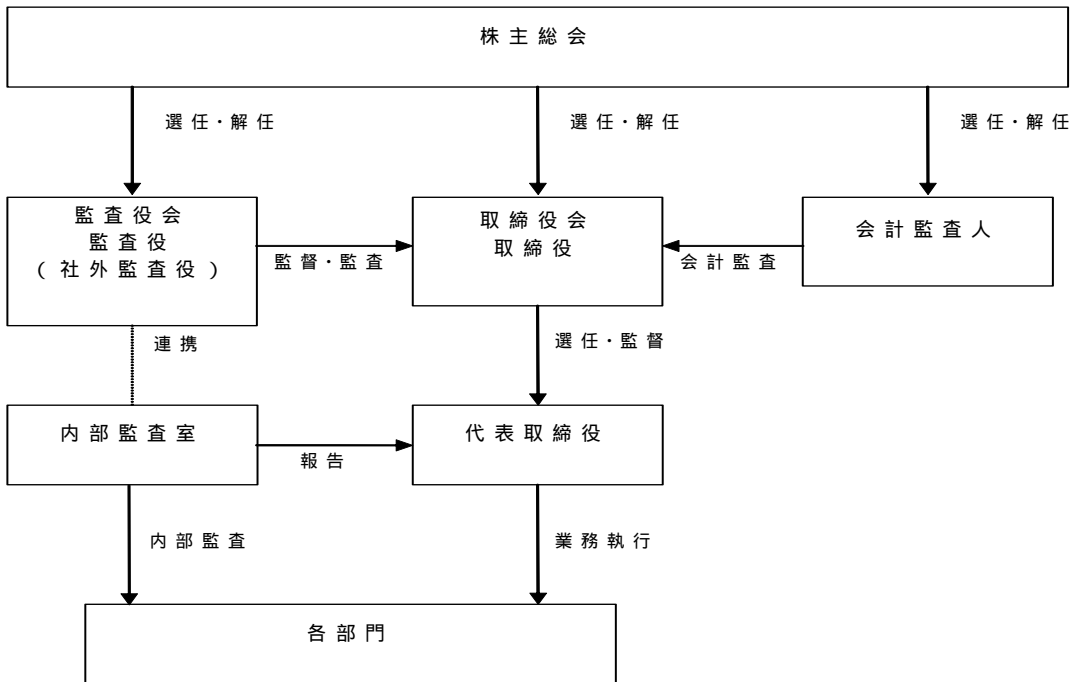 株主総会
選任・解任
選任・解任
選任・解任
監査役会
監査役
(社外監査役)
取締役会
取締役
会計監査人
監督・監査
会計監査
連携
選任・監督
内部監査室
代表取締役
報告
内部監査
業務執行
各部門